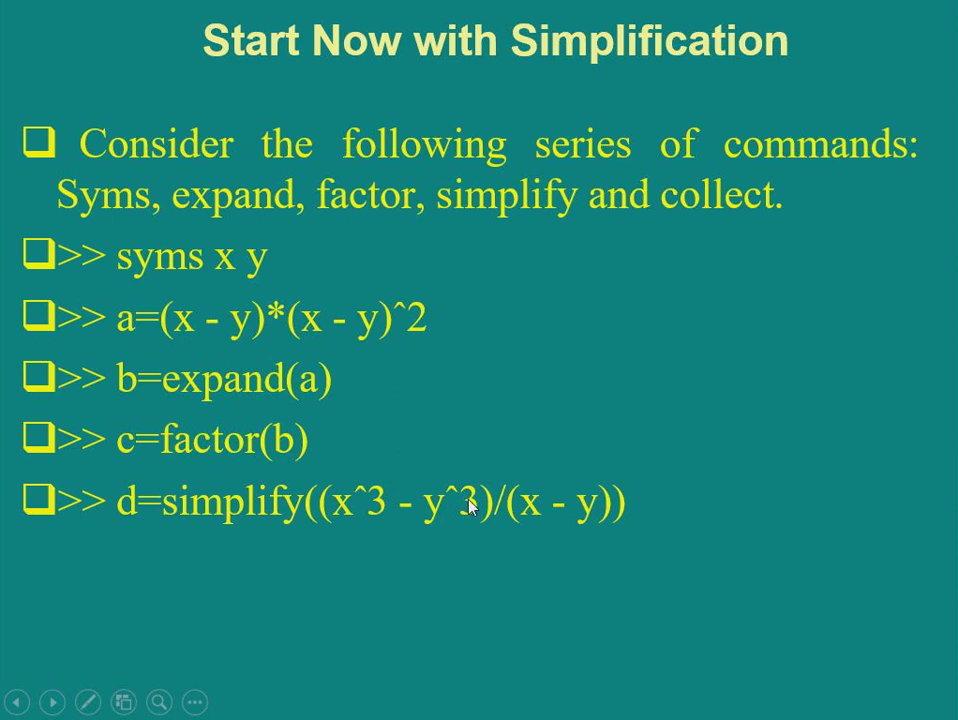 Start Now with Simplification
Consider the following series of commands:
Syms, expand, factor, simplify and collect.
>> syms x y
>> a=(x - y)*(x - y)ˆ2
>> b=expand(a)
>> c=factor(b)
>> d=simplify((xˆ3 - yˆ3)/(x - y))